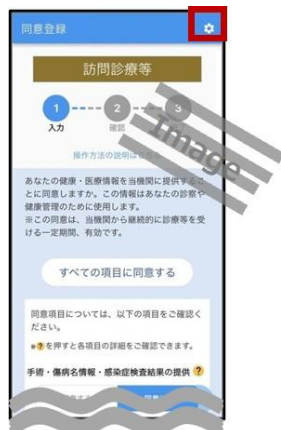 同意登録
訪問診療等
1 2 3
入力 確認
操作方法の説明は
Image
あなたの健康・医療情報を当機関に提供するこ
とに同意しますか。この情報はあなたの診察や
健康管理のために使用します。
※この同意は、当機関から継続的に診療等を受
ける一定期間、有効です。
すべての項目に同意する
同意項目については、以下の項目をご確認く
ださい。
※?を押すと各項目の詳細をご確認できます。
手術・傷病名情報・感染症検査結果の提供 ?